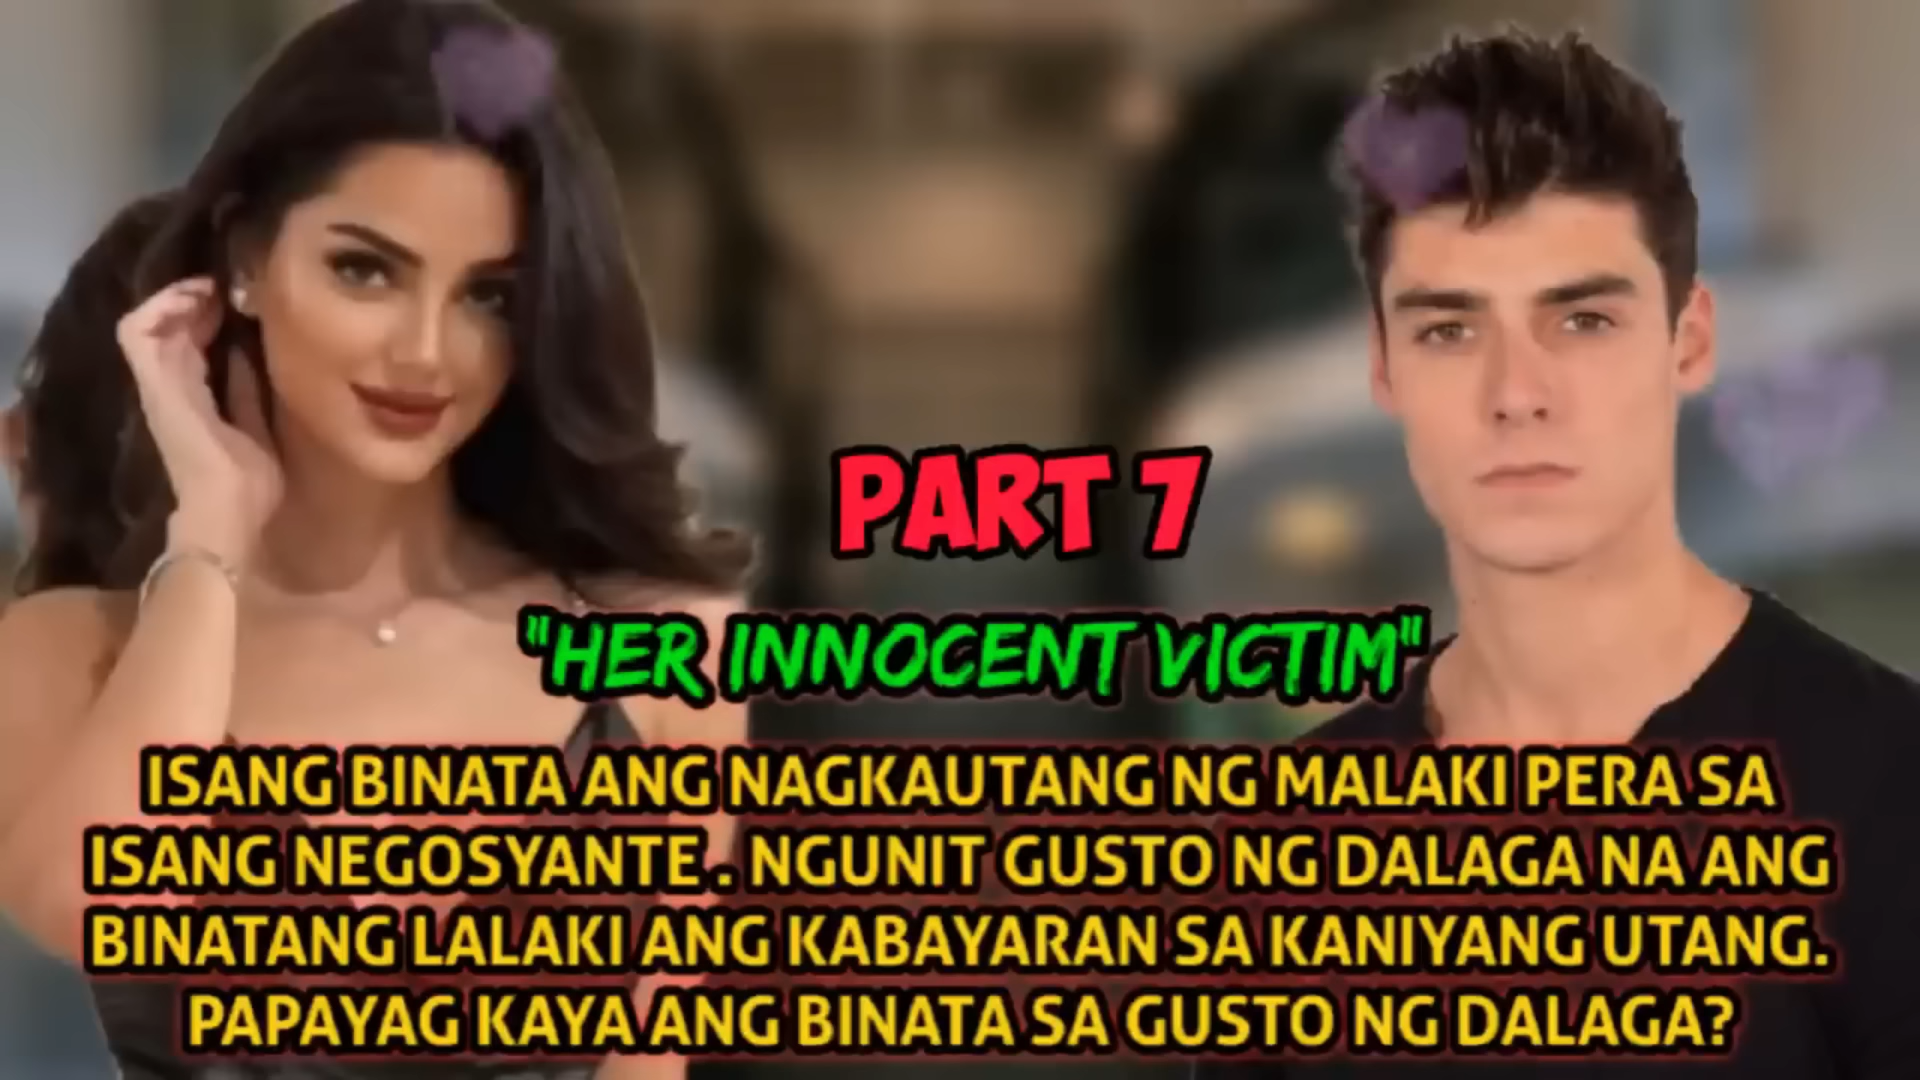 PART 7
"HER INNOCENT VICTIM"
ISANG BINATA ANG NAGKAUTANG NG MALAKI PERA SA
ISANG NEGOSYANTE . NGUNIT GUSTO NG DALAGA NA ANG
BINATANG LALAKI ANG KABAYARAN SA KANIYANG UTANG.
PAPAYAG KAYA ANG BINATA SA GUSTO NG DALAGA?